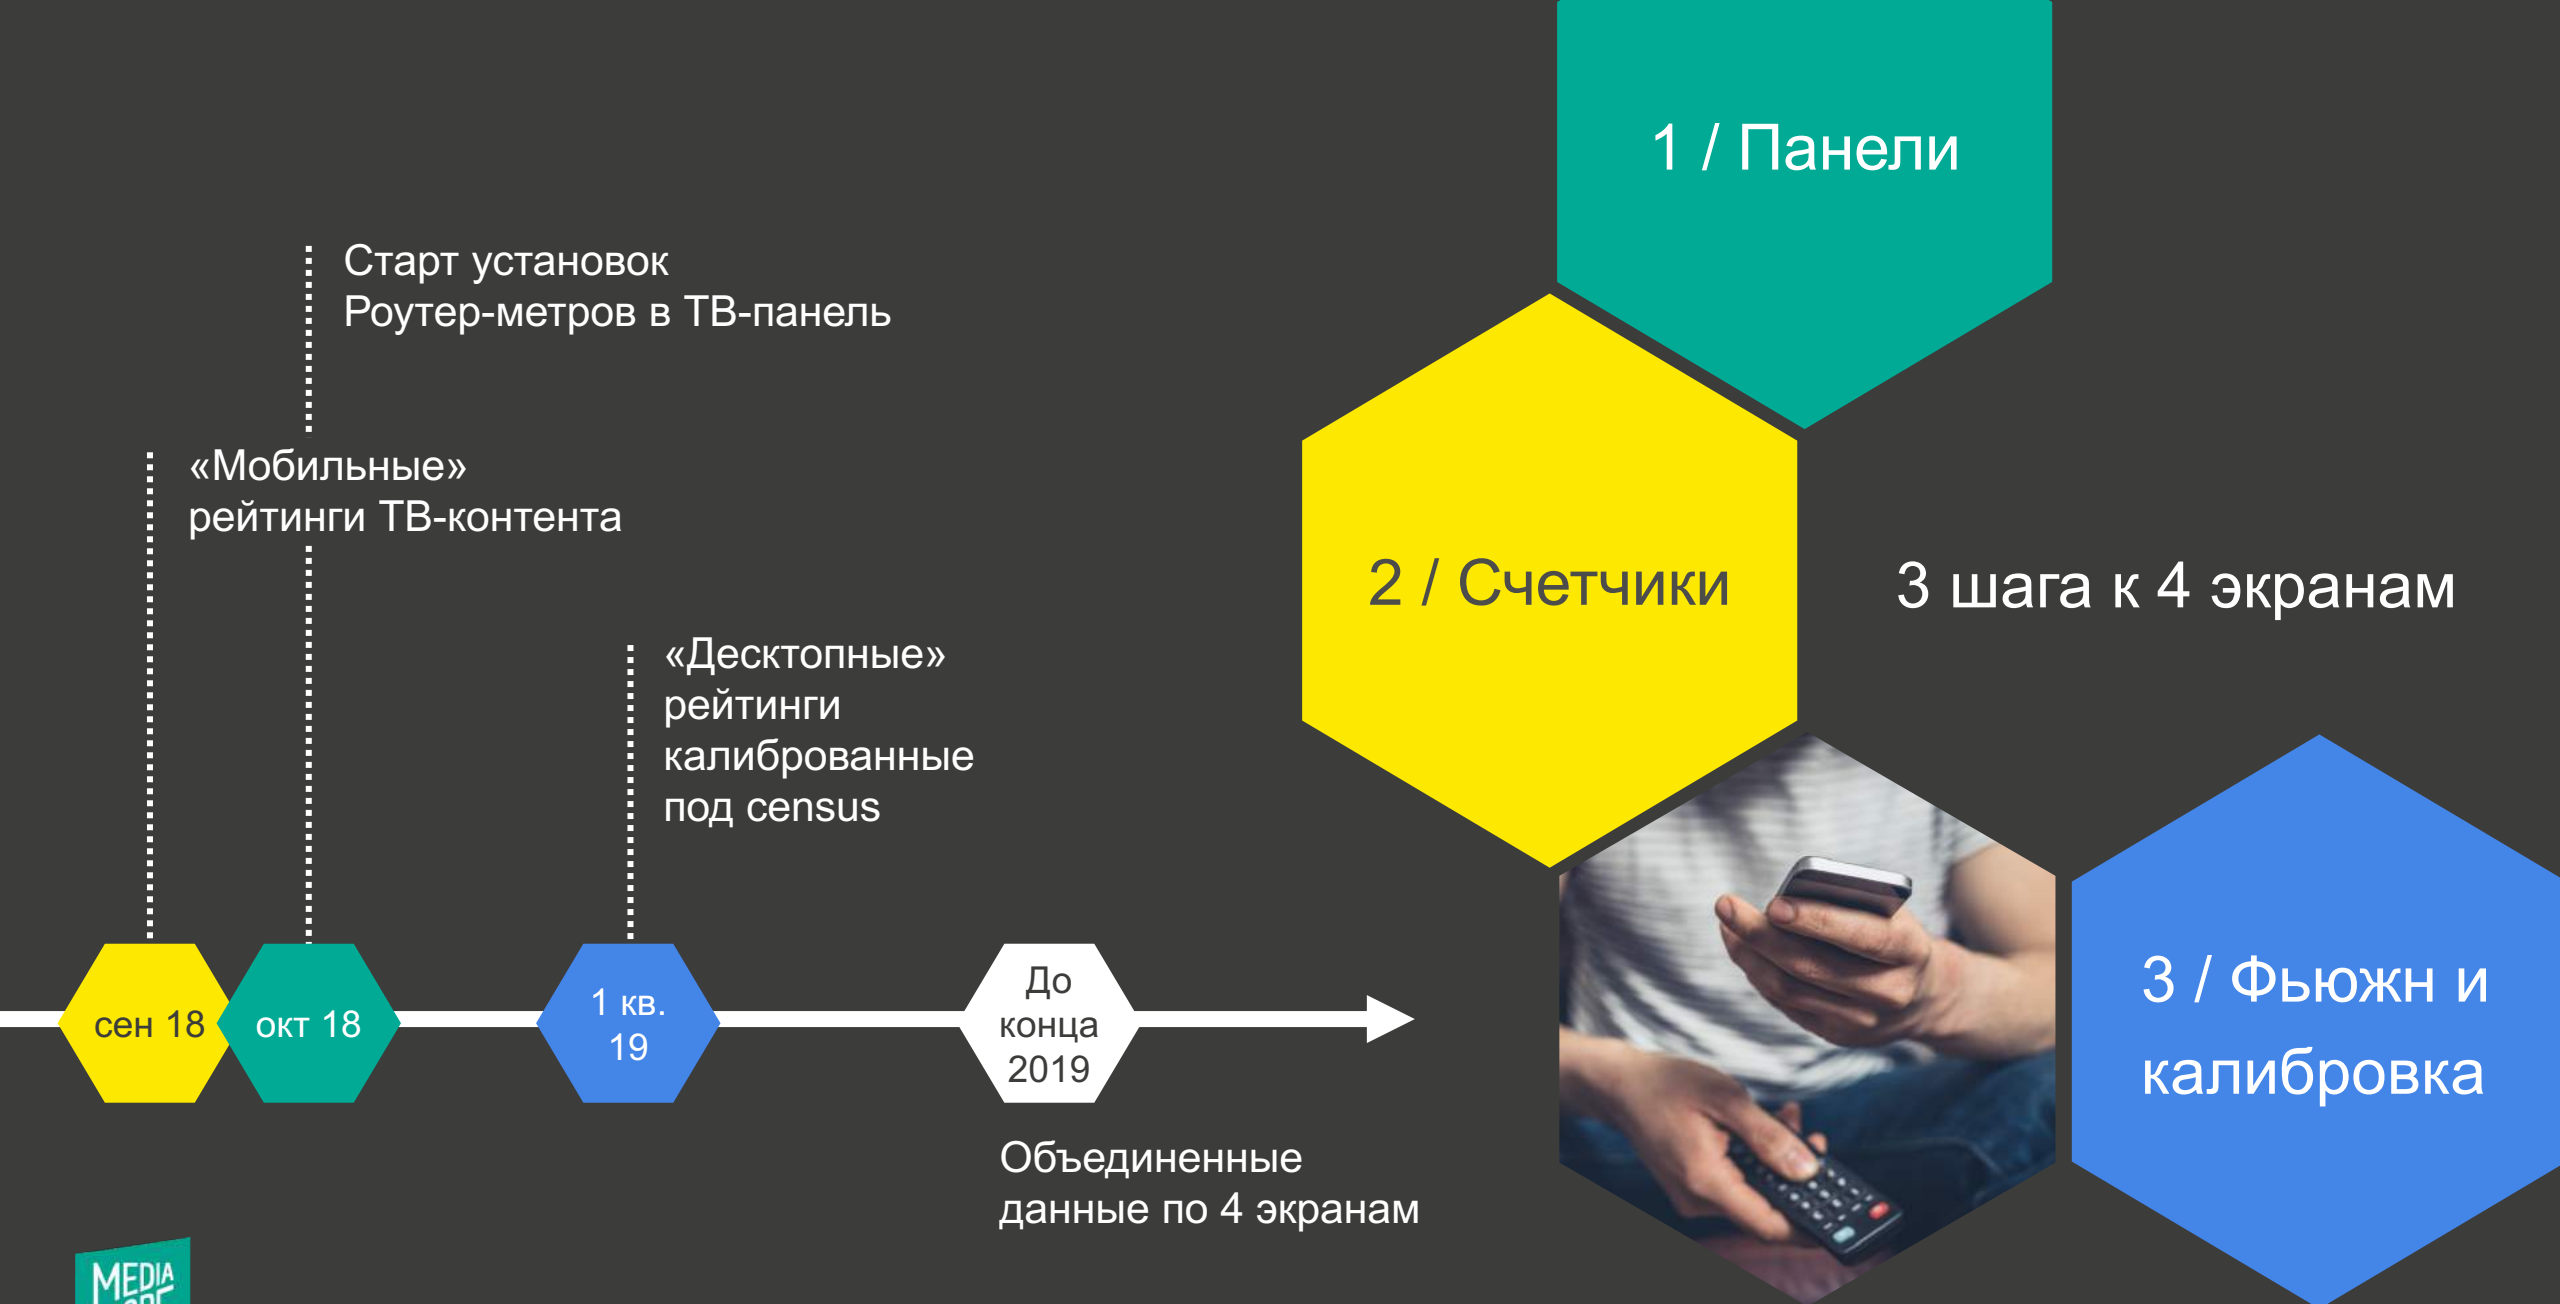 Старт установок
Роутер-метров в ТВ-панель
«Мобильные»
рейтинги ТВ-контента
«Десктопные»
рейтинги
калиброванные
под census
сен 18
окт 18
1 кв.
19
До
конца
2019
Объединенные
данные по 4 экранам
1 / Панели
2 / Счетчики
3 шага к 4 экранам
3 / Фьюжн и
калибровка
MEDIA